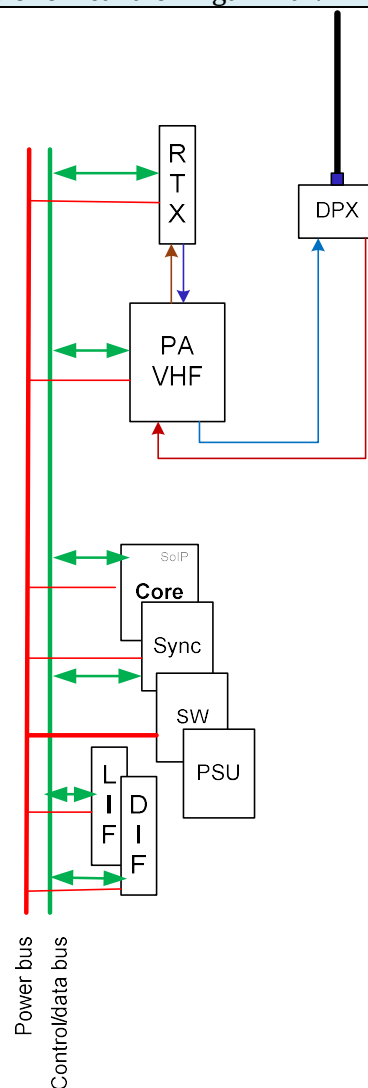 R
T
X
DPX
PA
VHF
SoIP
Core
Sync
SW
PSU
L
I
F
D
I
F
Power bus
Control/data bus